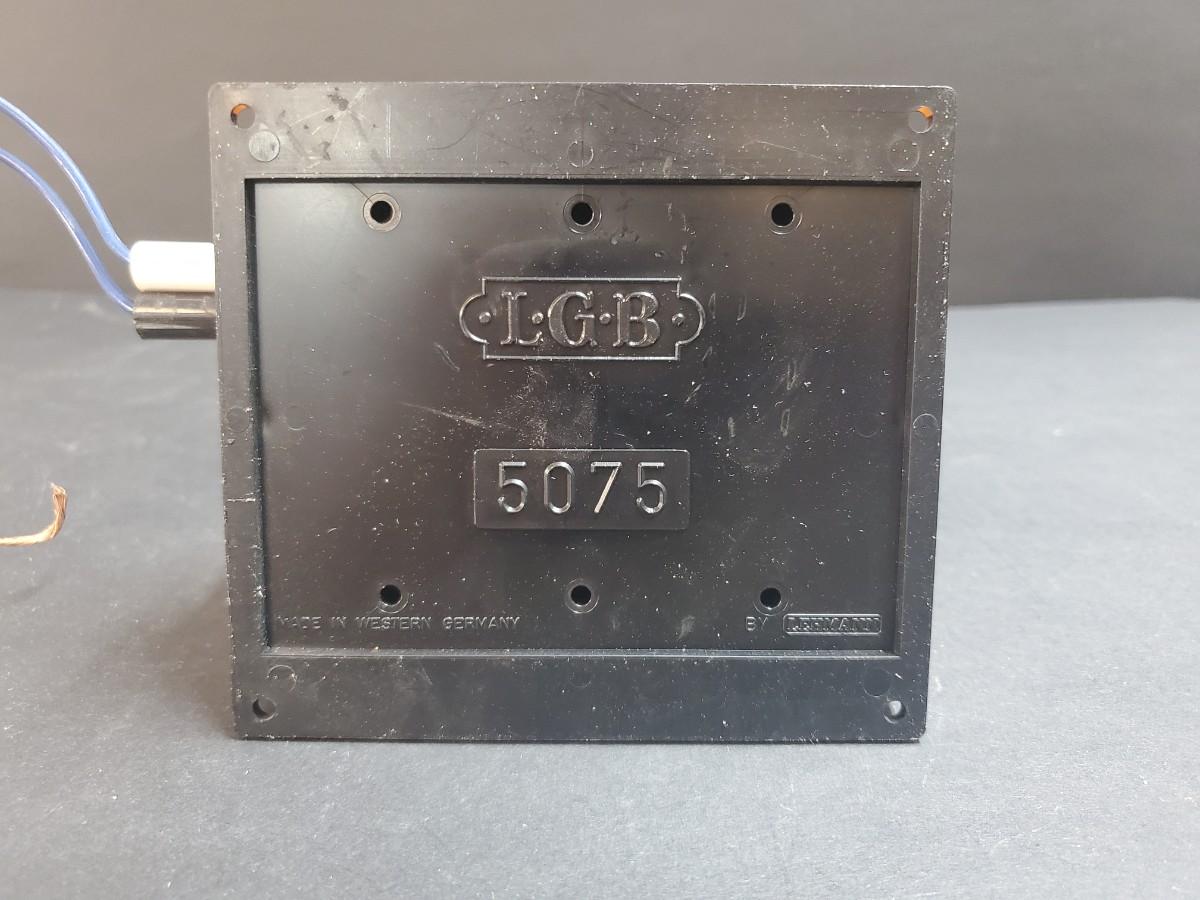 L·G·B
5075
MADE IN WESTERN GERMANY
BY LEHMANN